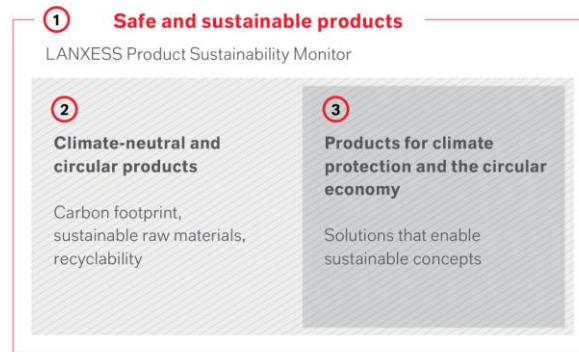 1 Safe and sustainable products
LANXESS Product Sustainability Monitor
2
Climate-neutral and
circular products
Carbon footprint,
sustainable raw materials,
recyclability
3
Products for climate
protection and the circular
economy
Solutions that enable
sustainable concepts